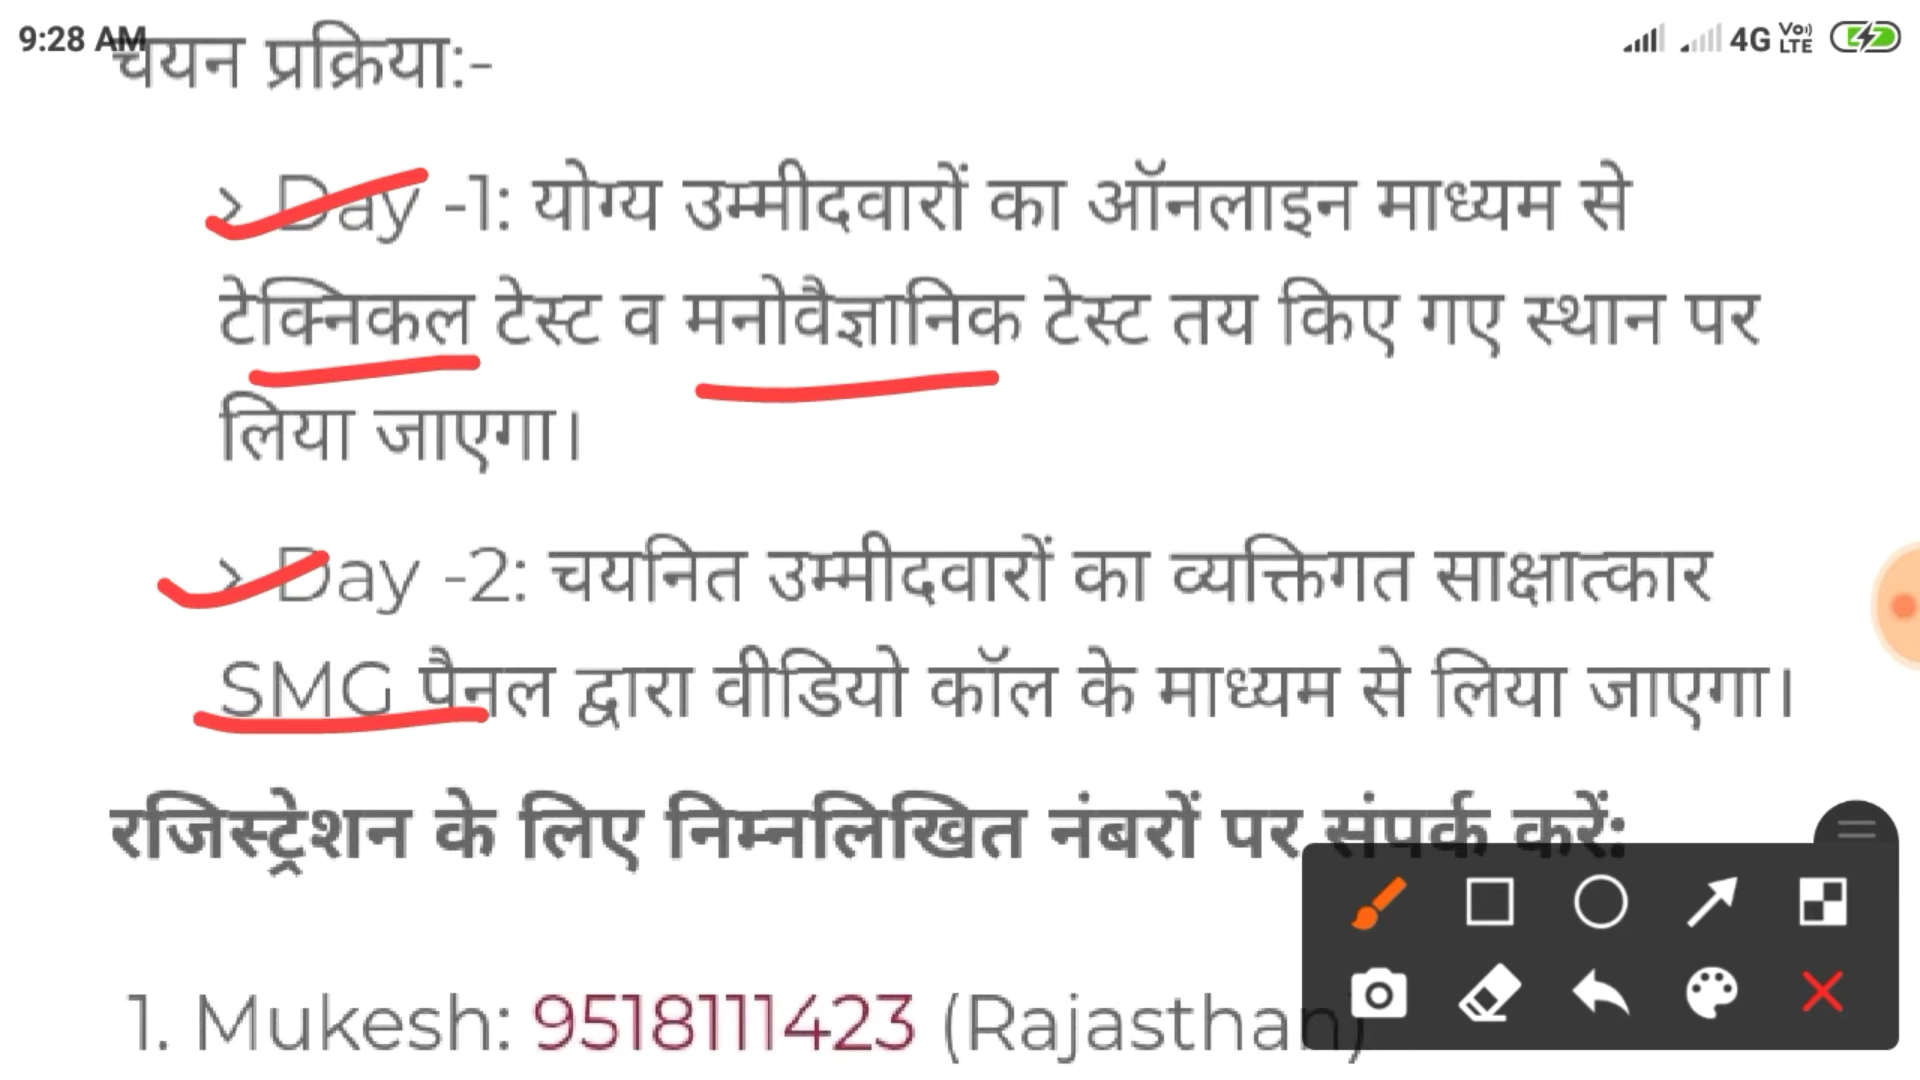 9:28 AM
4G VoLTE
चयन प्रक्रिया:-
> Day -1: योग्य उम्मीदवारों का ऑनलाइन माध्यम से
टेक्निकल टेस्ट व मनोवैज्ञानिक टेस्ट तय किए गए स्थान पर
लिया जाएगा।
> Day -2: चयनित उम्मीदवारों का व्यक्तिगत साक्षात्कार
SMG पैनल द्वारा वीडियो कॉल के माध्यम से लिया जाएगा।
रजिस्ट्रेशन के लिए निम्नलिखित नंबरों पर संपर्क करें:
1. Mukesh: 9518111423 (Rajasthan)